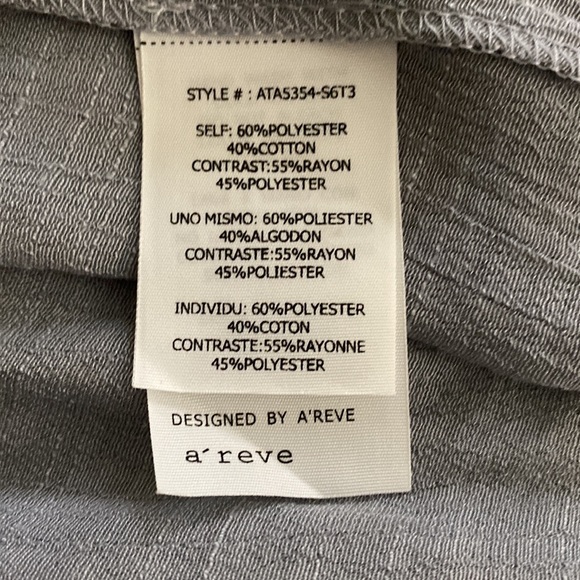 STYLE # : ATA5354-S6T3
SELF: 60%POLYESTER
40%COTTON
CONTRAST:55%RAYON
45%POLYESTER
UNO MISMO: 60%POLIESTER
40%ALGODON
CONTRASTE:55%RAYON
45%POLIESTER
INDIVIDU: 60%POLYESTER
40%COTON
CONTRASTE:55%RAYONNE
45%POLYESTER
DESIGNED BY A'REVE
a´reve